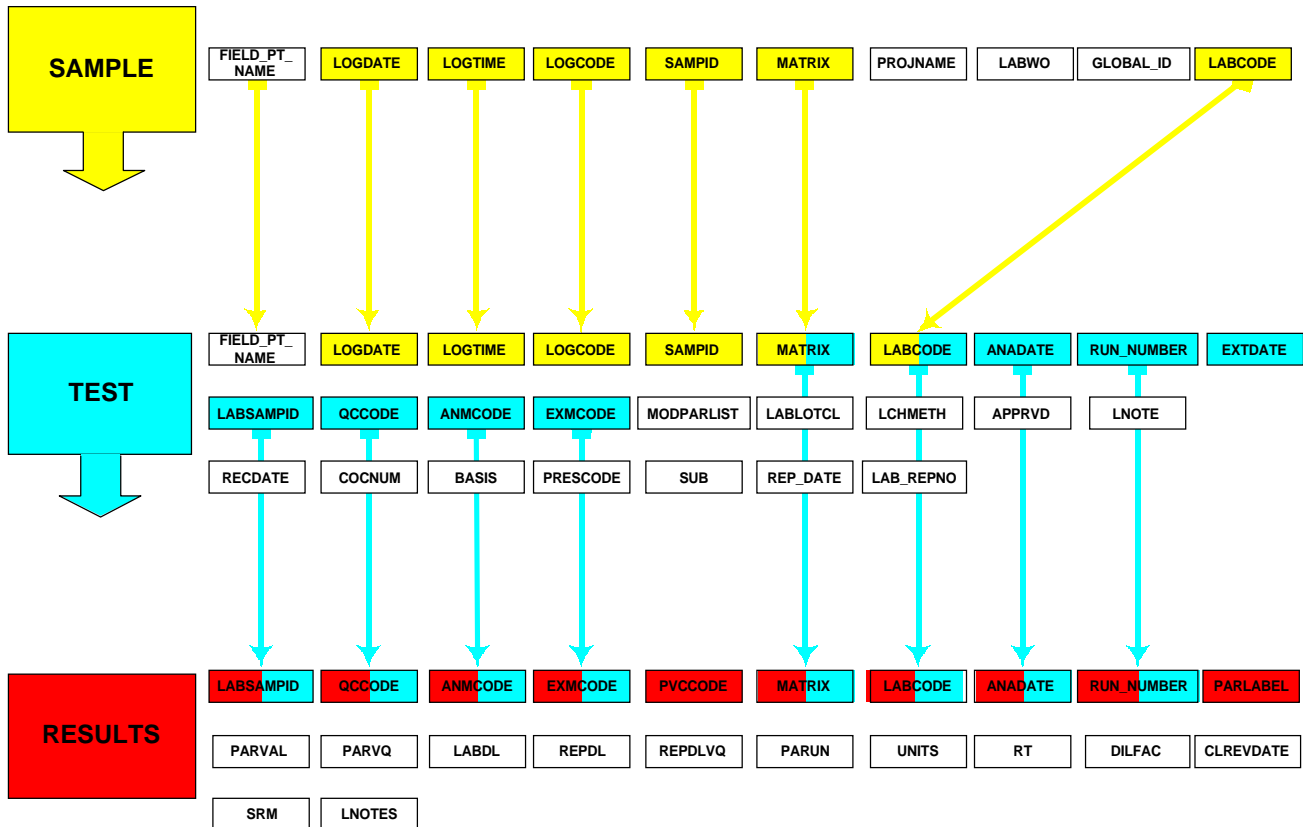 SAMPLE
FIELD_PT_
NAME
LOGDATE
LOGTIME
LOGCODE
SAMPID
MATRIX
PROJNAME
LABWO
GLOBAL_ID
LABCODE
TEST
FIELD_PT_
NAME
LOGDATE
LOGTIME
LOGCODE
SAMPID
MATRIX
LABCODE
ANADATE
RUN_NUMBER
EXTDATE
LABSAMPID
QCCODE
ANMCODE
EXMCODE
MODPARLIST
LABLOTCL
LCHMETH
APPRVD
LNOTE
RECDATE
COCNUM
BASIS
PRESCODE
SUB
REP_DATE
LAB_REPNO
RESULTS
LABSAMPID
QCCODE
ANMCODE
EXMCODE
PVCCODE
MATRIX
LABCODE
ANADATE
RUN_NUMBER
PARLABEL
PARVAL
PARVQ
LABDL
REPDL
REPDLVQ
PARUN
UNITS
RT
DILFAC
CLREVDATE
SRM
LNOTES